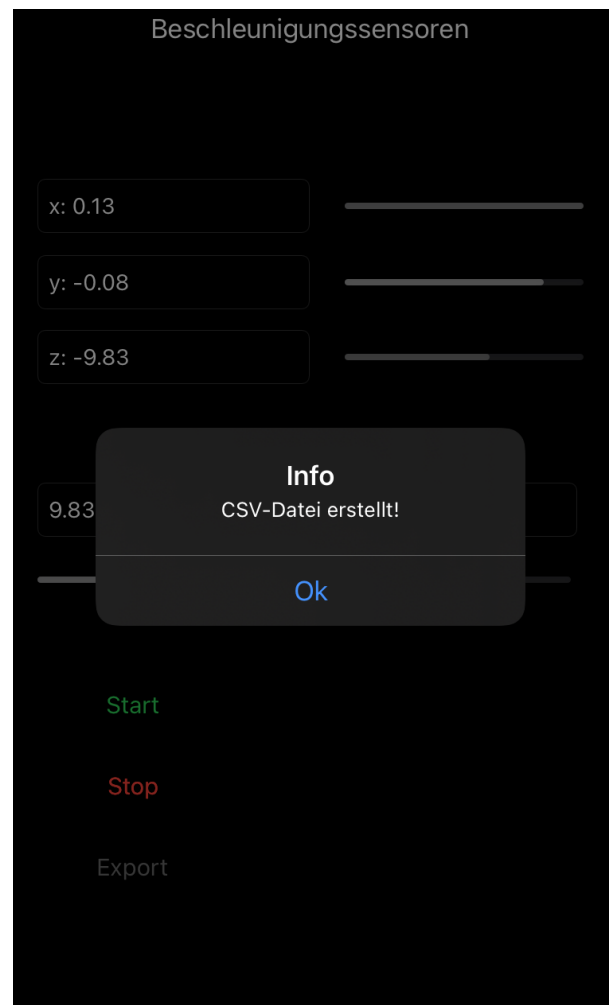 Beschleunigungssensoren
x: 0.13
y: -0.08
z: -9.83
Info
CSV-Datei erstellt!
9.83
Ok
Start
Stop
Export